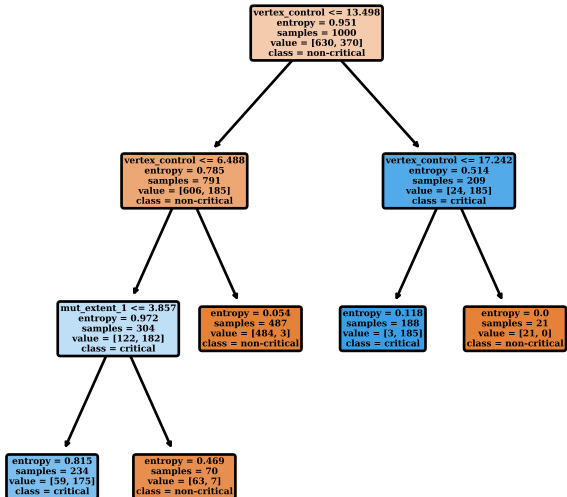 vertex_control <= 13.498
entropy = 0.951
samples = 1000
value = [630, 370]
class = non-critical
vertex_control <= 6.488
entropy = 0.785
samples = 791
value = [606, 185]
class = non-critical
vertex_control <= 17.242
entropy = 0.514
samples = 209
value = [24, 185]
class = critical
mut_extent_1 <= 3.857
entropy = 0.972
samples = 304
value = [122, 182]
class = critical
entropy = 0.054
samples = 487
value = [484, 3]
class = non-critical
entropy = 0.118
samples = 188
value = [3, 185]
class = critical
entropy = 0.0
samples = 21
value = [21, 0]
class = non-critical
entropy = 0.815
samples = 234
value = [59, 175]
class = critical
entropy = 0.469
samples = 70
value = [63, 7]
class = non-critical